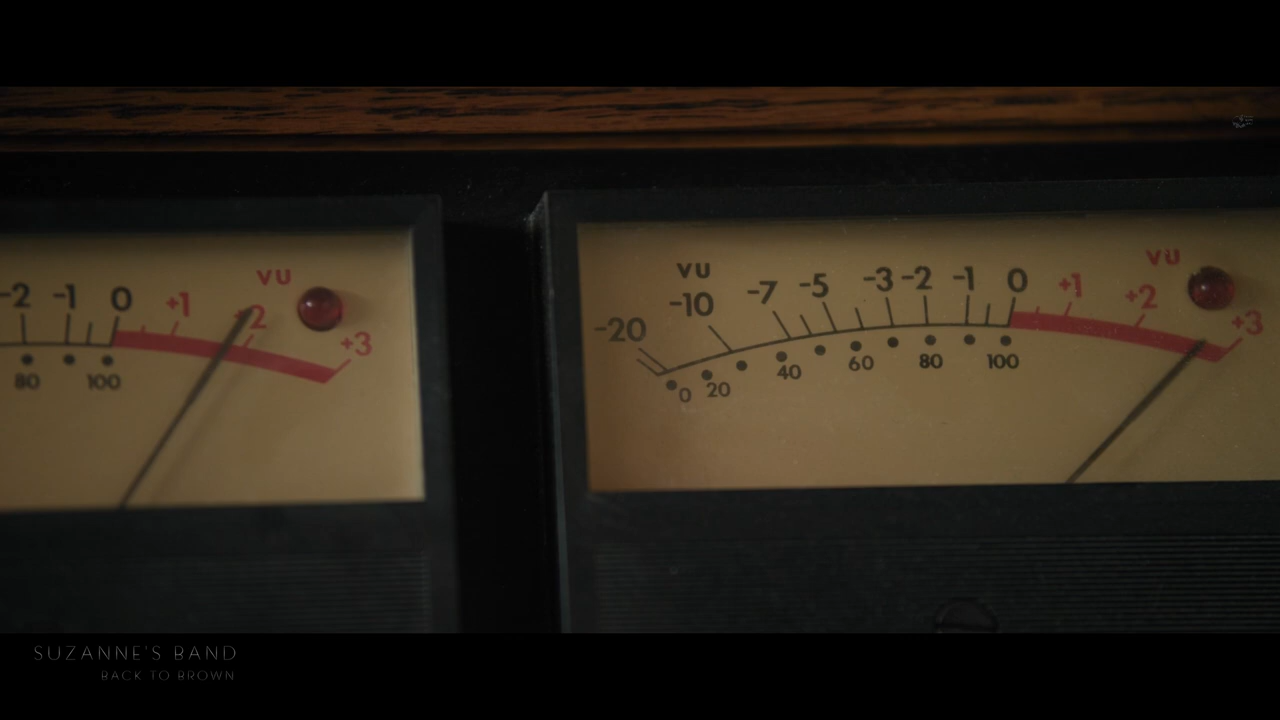 -2 -1 0 +1 +2 +3
VU
80 100
VU
-20 -10 -7 -5 -3 -2 -1 0 +1 +2 +3
VU
0 20 40 60 80 100
SUZANNE'S BAND
BACK TO BROWN